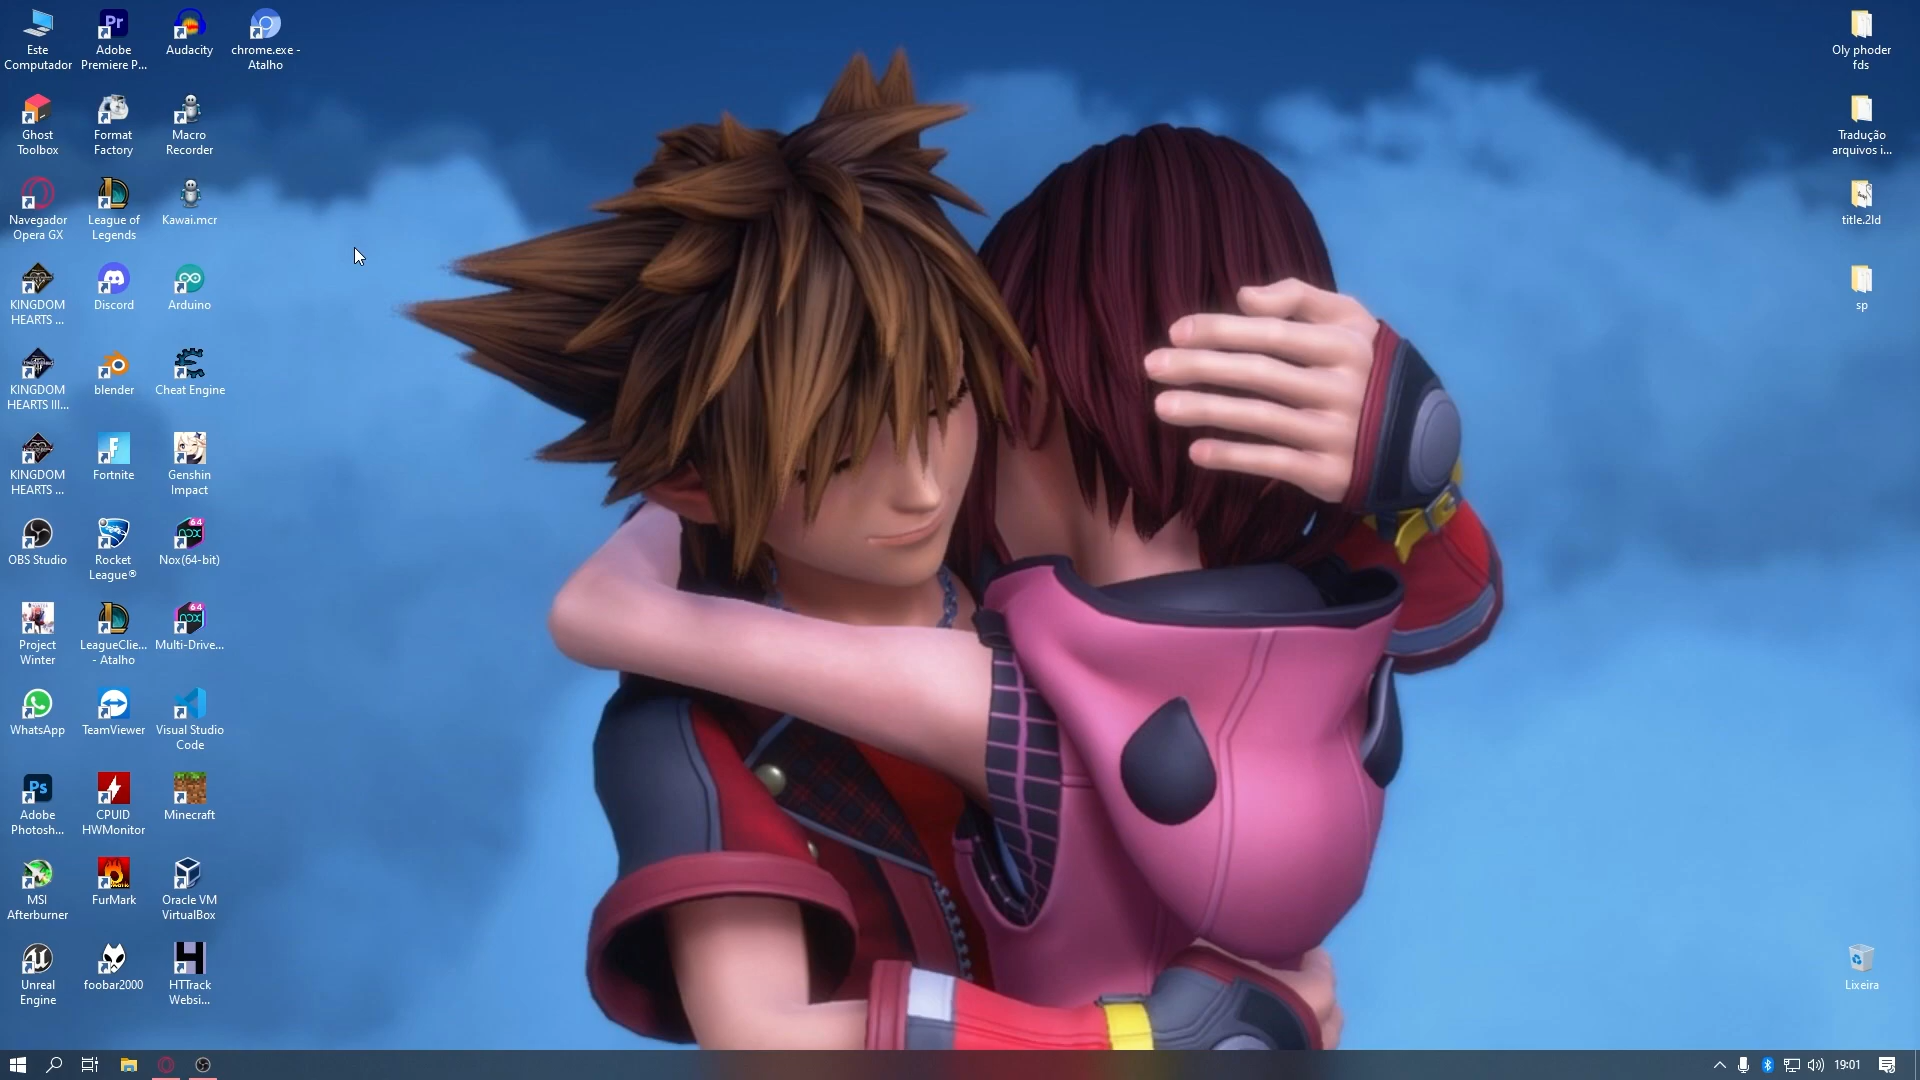 Este
Computador
Adobe
Premiere P...
Audacity
chrome.exe -
Atalho
Ghost
Toolbox
Format
Factory
Macro
Recorder
Navegador
Opera GX
League of
Legends
Kawai.mcr
KINGDOM
HEARTS ...
Discord
Arduino
KINGDOM
HEARTS III...
blender
Cheat Engine
KINGDOM
HEARTS ...
Fortnite
Genshin
Impact
OBS Studio
Rocket
League®
Nox(64-bit)
Project
Winter
LeagueClie...
- Atalho
Multi-Drive...
WhatsApp
TeamViewer
Visual Studio
Code
Adobe
Photosh...
CPUID
HWMonitor
Minecraft
MSI
Afterburner
FurMark
Oracle VM
VirtualBox
Unreal
Engine
foobar2000
HTTrack
Websi...
Oly phoder
fds
Tradução
arquivos i...
title.2ld
sp
Lixeira
19:01